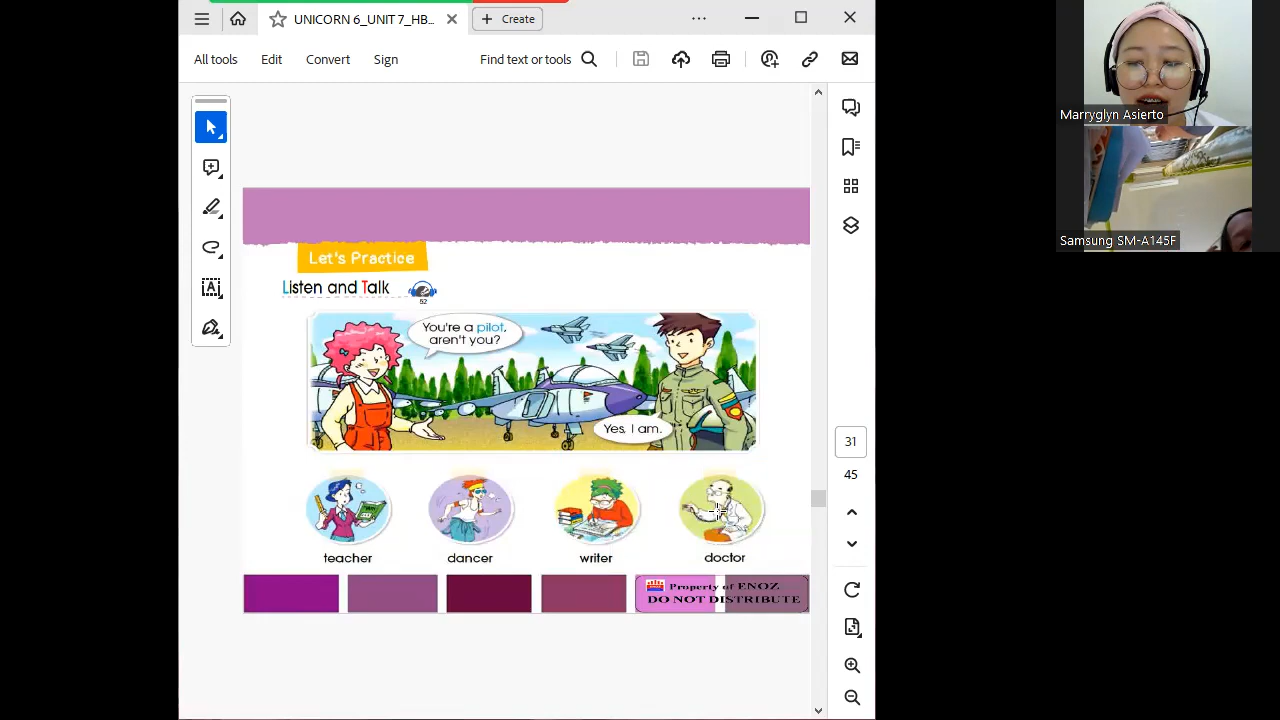 UNICORN 6_UNIT 7_HB...
Create
All tools
Edit
Convert
Sign
Find text or tools
Marryglyn Asierto
Samsung SM-A145F
Let's Practice
Listen and Talk
52
You're a pilot,
aren't you?
Yes, I am.
31
45
teacher
dancer
writer
doctor
Property of ENOZ
DO NOT DISTRIBUTE